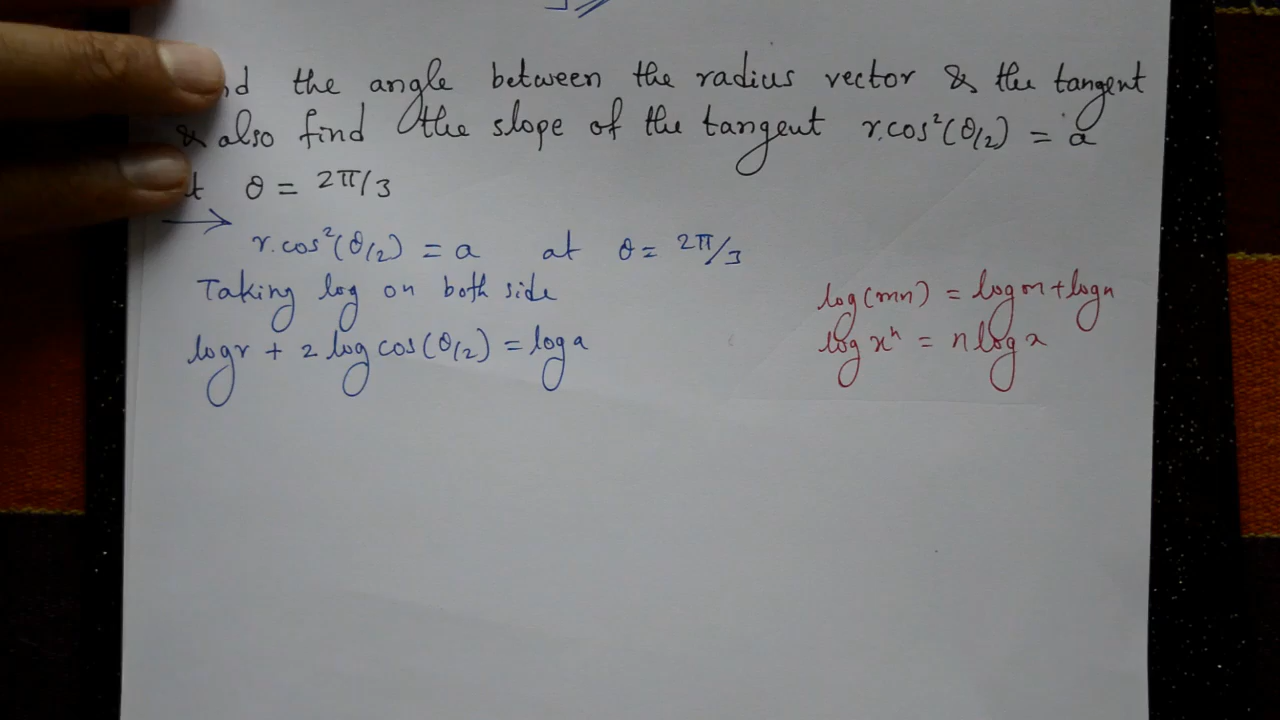 the angle between the radius vector & the tangent
& also find the slope of the tangent r.cos²(θ/2) = a
θ = 2π/3
r.cos²(θ/2) = a at θ = 2π/3
Taking log on both side
log(mn) = log m + log n
log r + 2 log cos(θ/2) = log a
log xⁿ = n log x